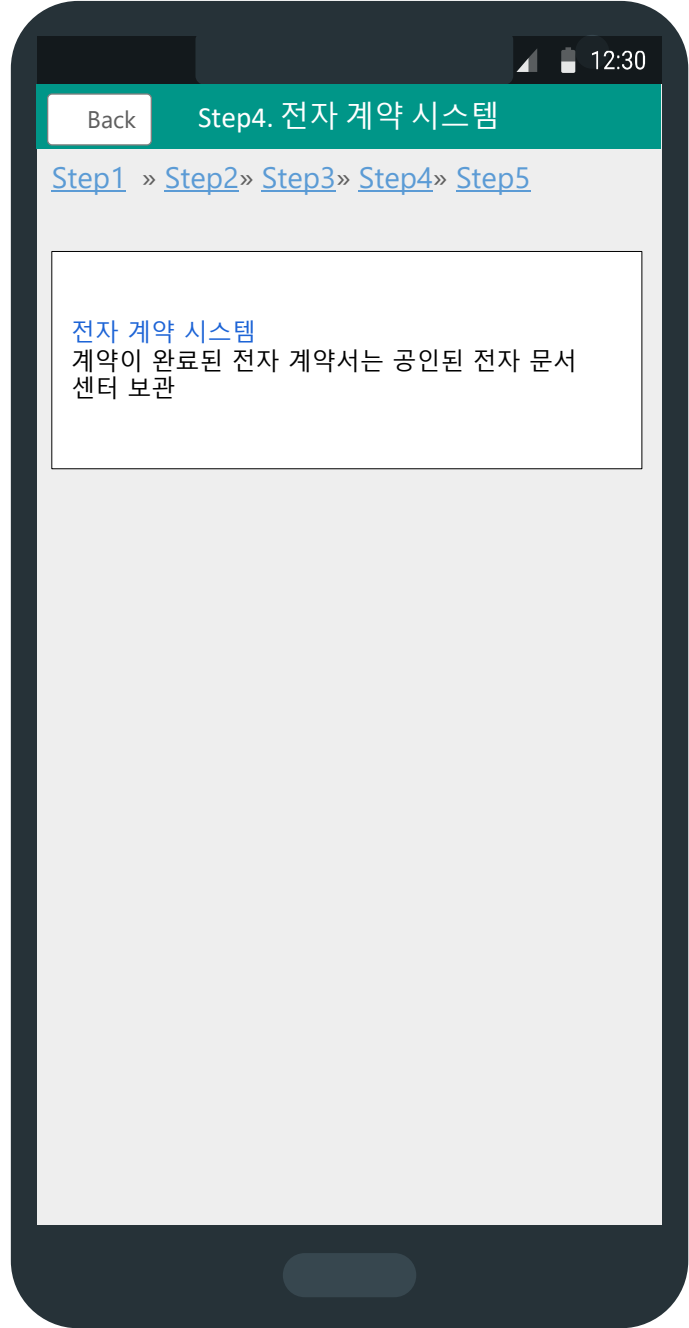 12:30
Back
Step4. 전자 계약 시스템
Step1 » Step2» Step3» Step4» Step5
전자 계약 시스템
계약이 완료된 전자 계약서는 공인된 전자 문서
센터 보관